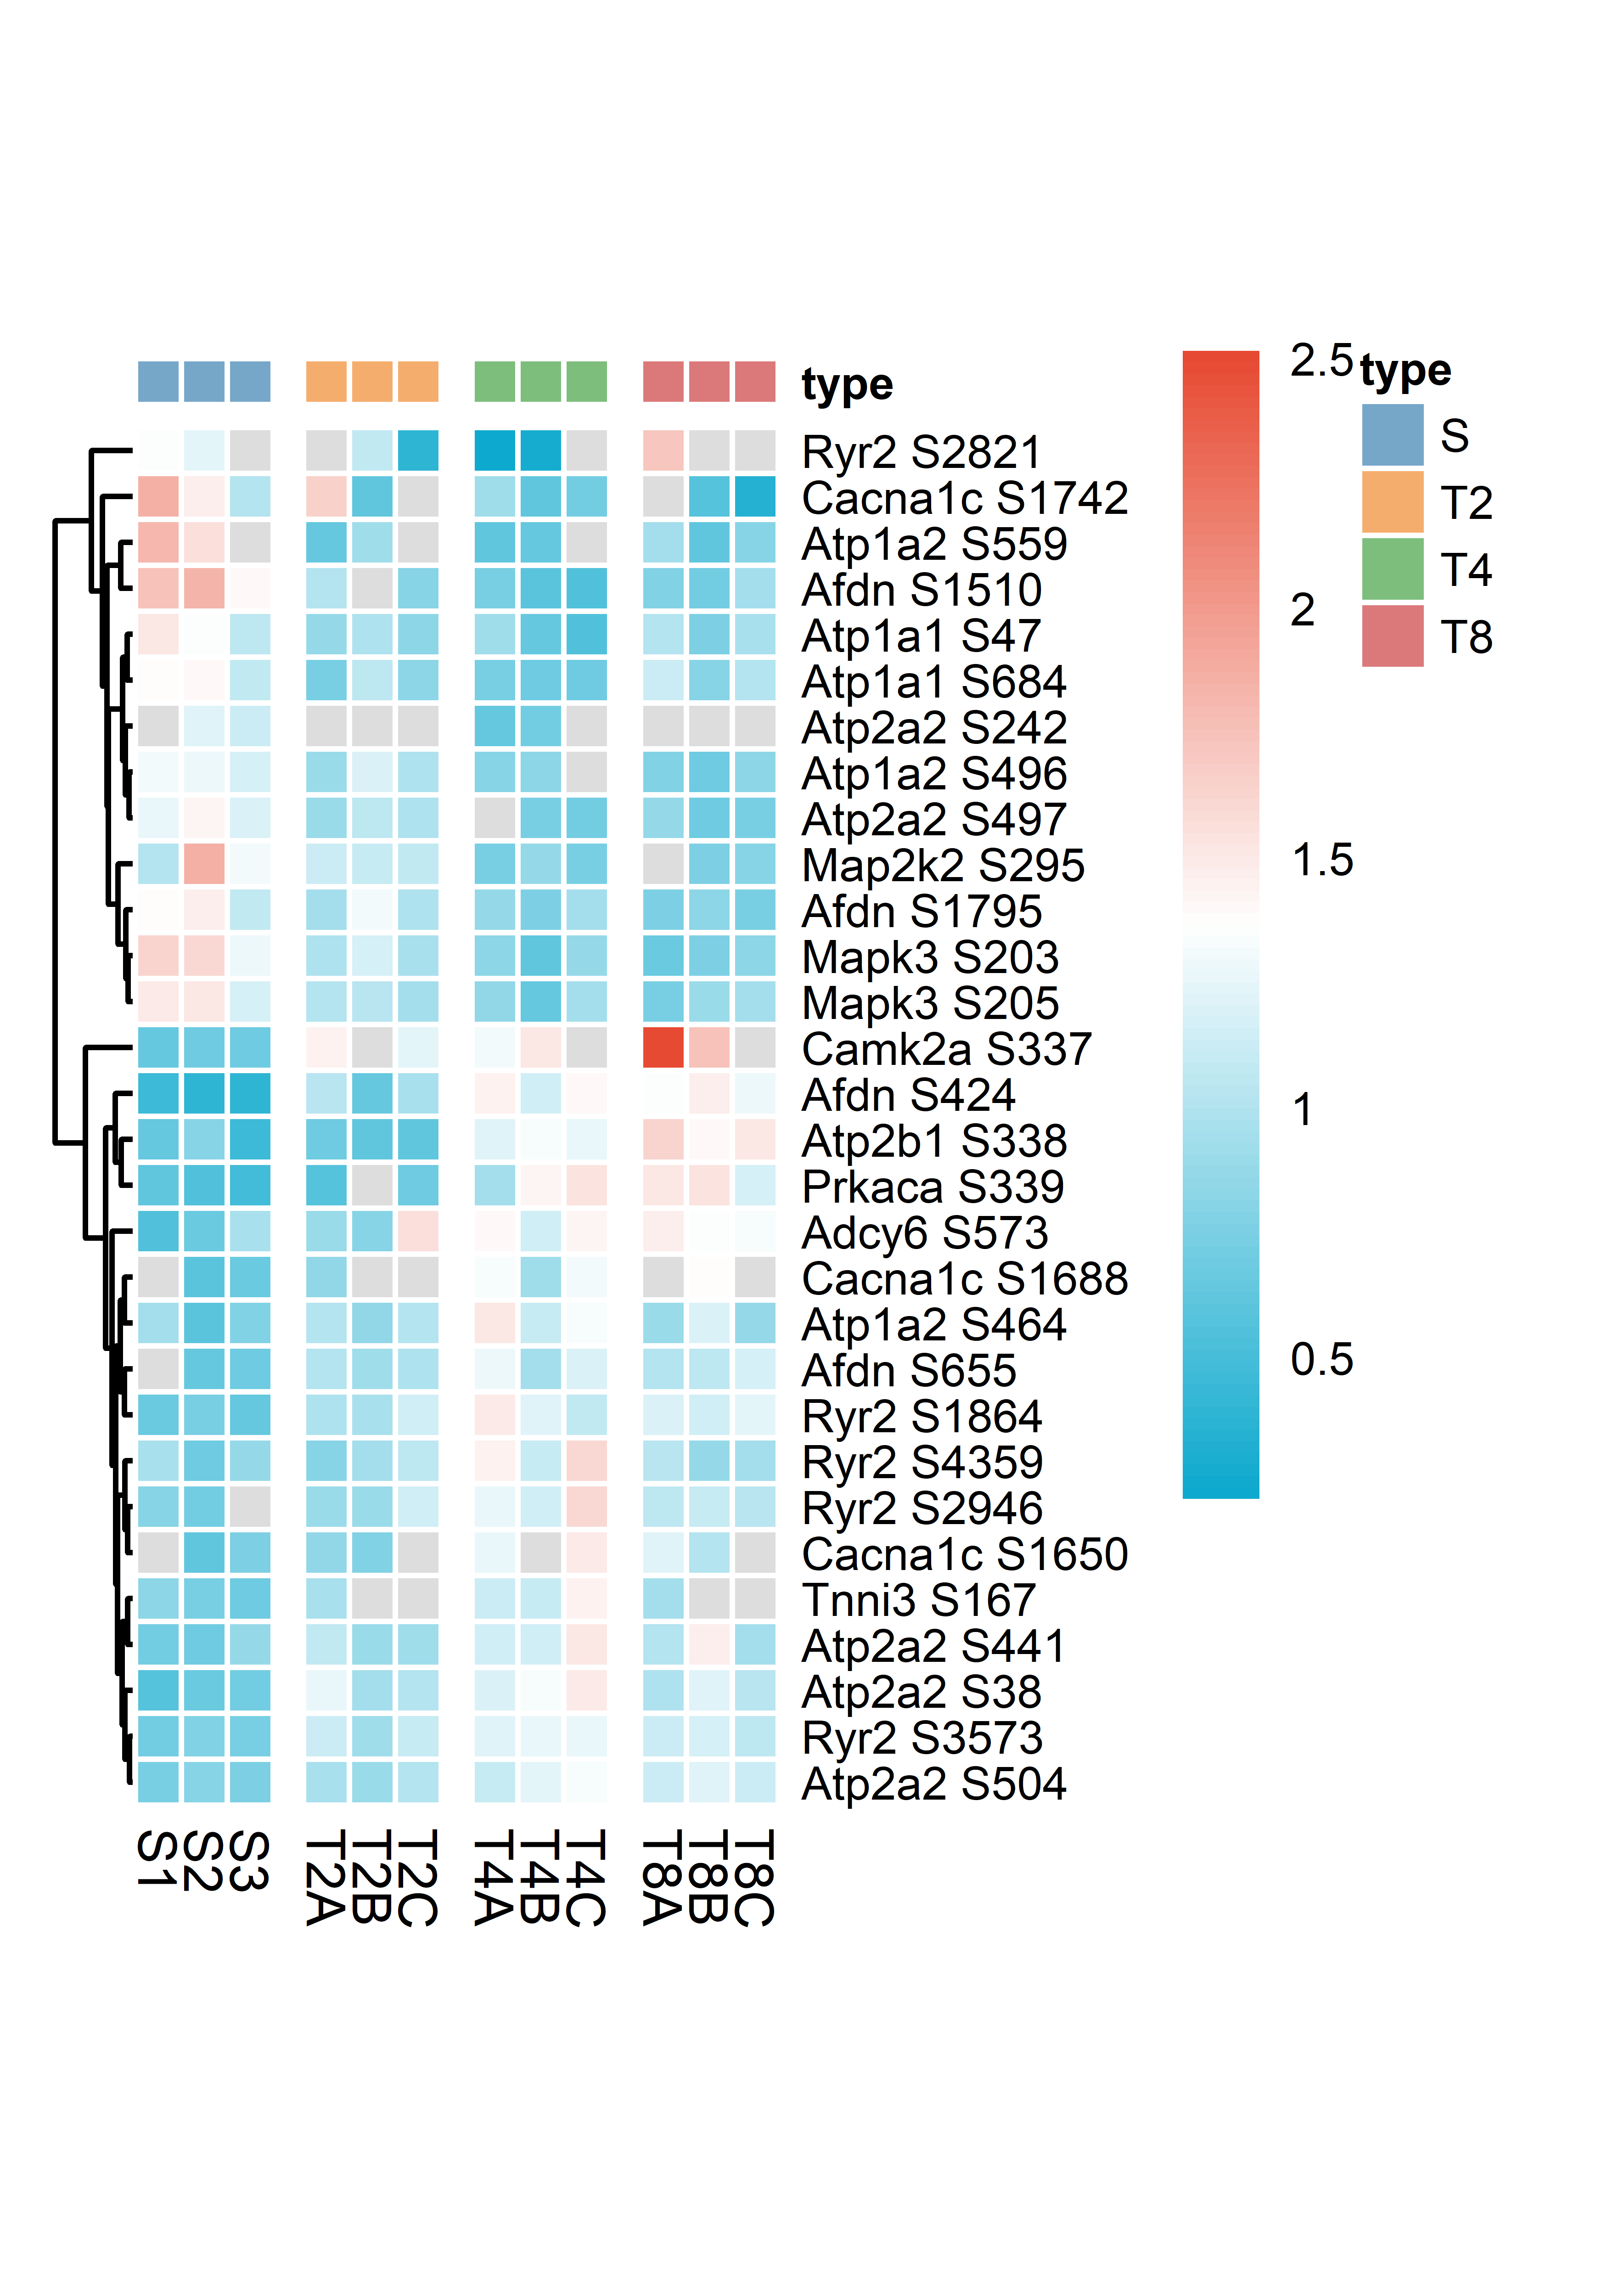 type
Ryr2 S2821
Cacna1c S1742
Atp1a2 S559
Afdn S1510
Atp1a1 S47
Atp1a1 S684
Atp2a2 S242
Atp1a2 S496
Atp2a2 S497
Map2k2 S295
Afdn S1795
Mapk3 S203
Mapk3 S205
Camk2a S337
Afdn S424
Atp2b1 S338
Prkaca S339
Adcy6 S573
Cacna1c S1688
Atp1a2 S464
Afdn S655
Ryr2 S1864
Ryr2 S4359
Ryr2 S2946
Cacna1c S1650
Tnni3 S167
Atp2a2 S441
Atp2a2 S38
Ryr2 S3573
Atp2a2 S504
S1
S2
S3
T2A
T2B
T2C
T4A
T4B
T4C
T8A
T8B
T8C
2.5
2
1.5
1
0.5
type
S
T2
T4
T8